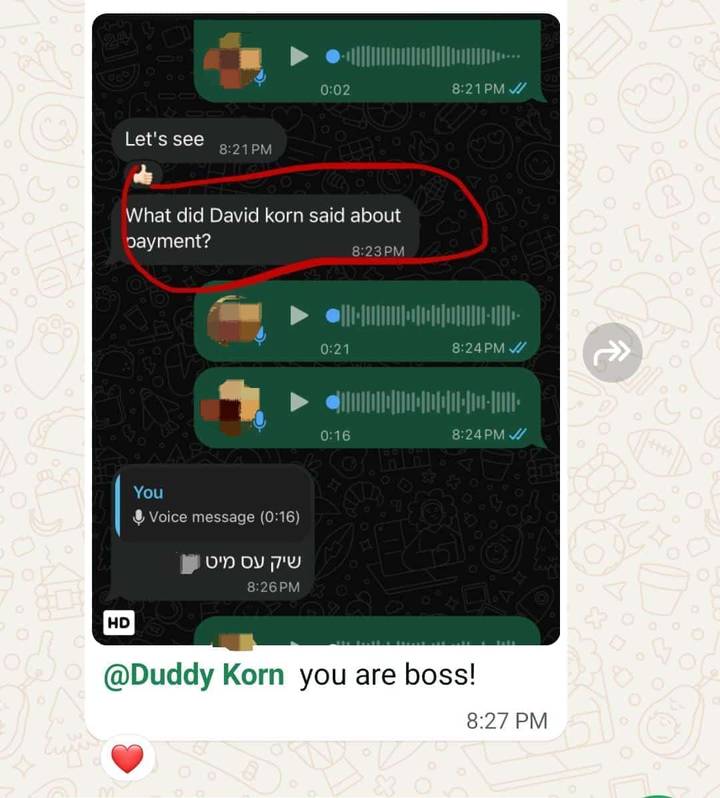 0:02 8:21 PM
Let's see 8:21 PM
What did David korn said about
payment?
8:23 PM
0:21 8:24 PM
0:16 8:24 PM
You
Voice message (0:16)
שיק עס מיט
8:26 PM
HD
@Duddy Korn you are boss!
8:27 PM